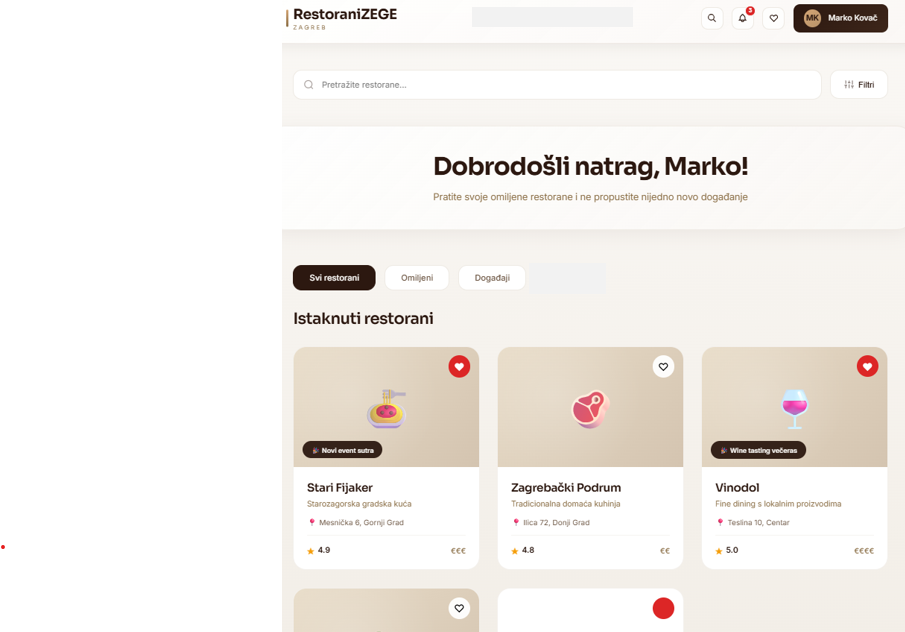 RestoraniZEGE
ZAGREB
3
MK Marko Kovač
Pretražite restorane...
Filtri
Dobrodošli natrag, Marko!
Pratite svoje omiljene restorane i ne propustite nijedno novo događanje
Svi restorani
Omiljeni
Događaji
Istaknuti restorani
Novi event sutra
Stari Fijaker
Starozagorska gradska kuća
Mesnička 6, Gornji Grad
4.9
€€€
Zagrebački Podrum
Tradicionalna domaća kuhinja
Ilica 72, Donji Grad
4.8
€€
Wine tasting večeras
Vinodol
Fine dining s lokalnim proizvodima
Teslina 10, Centar
5.0
€€€€